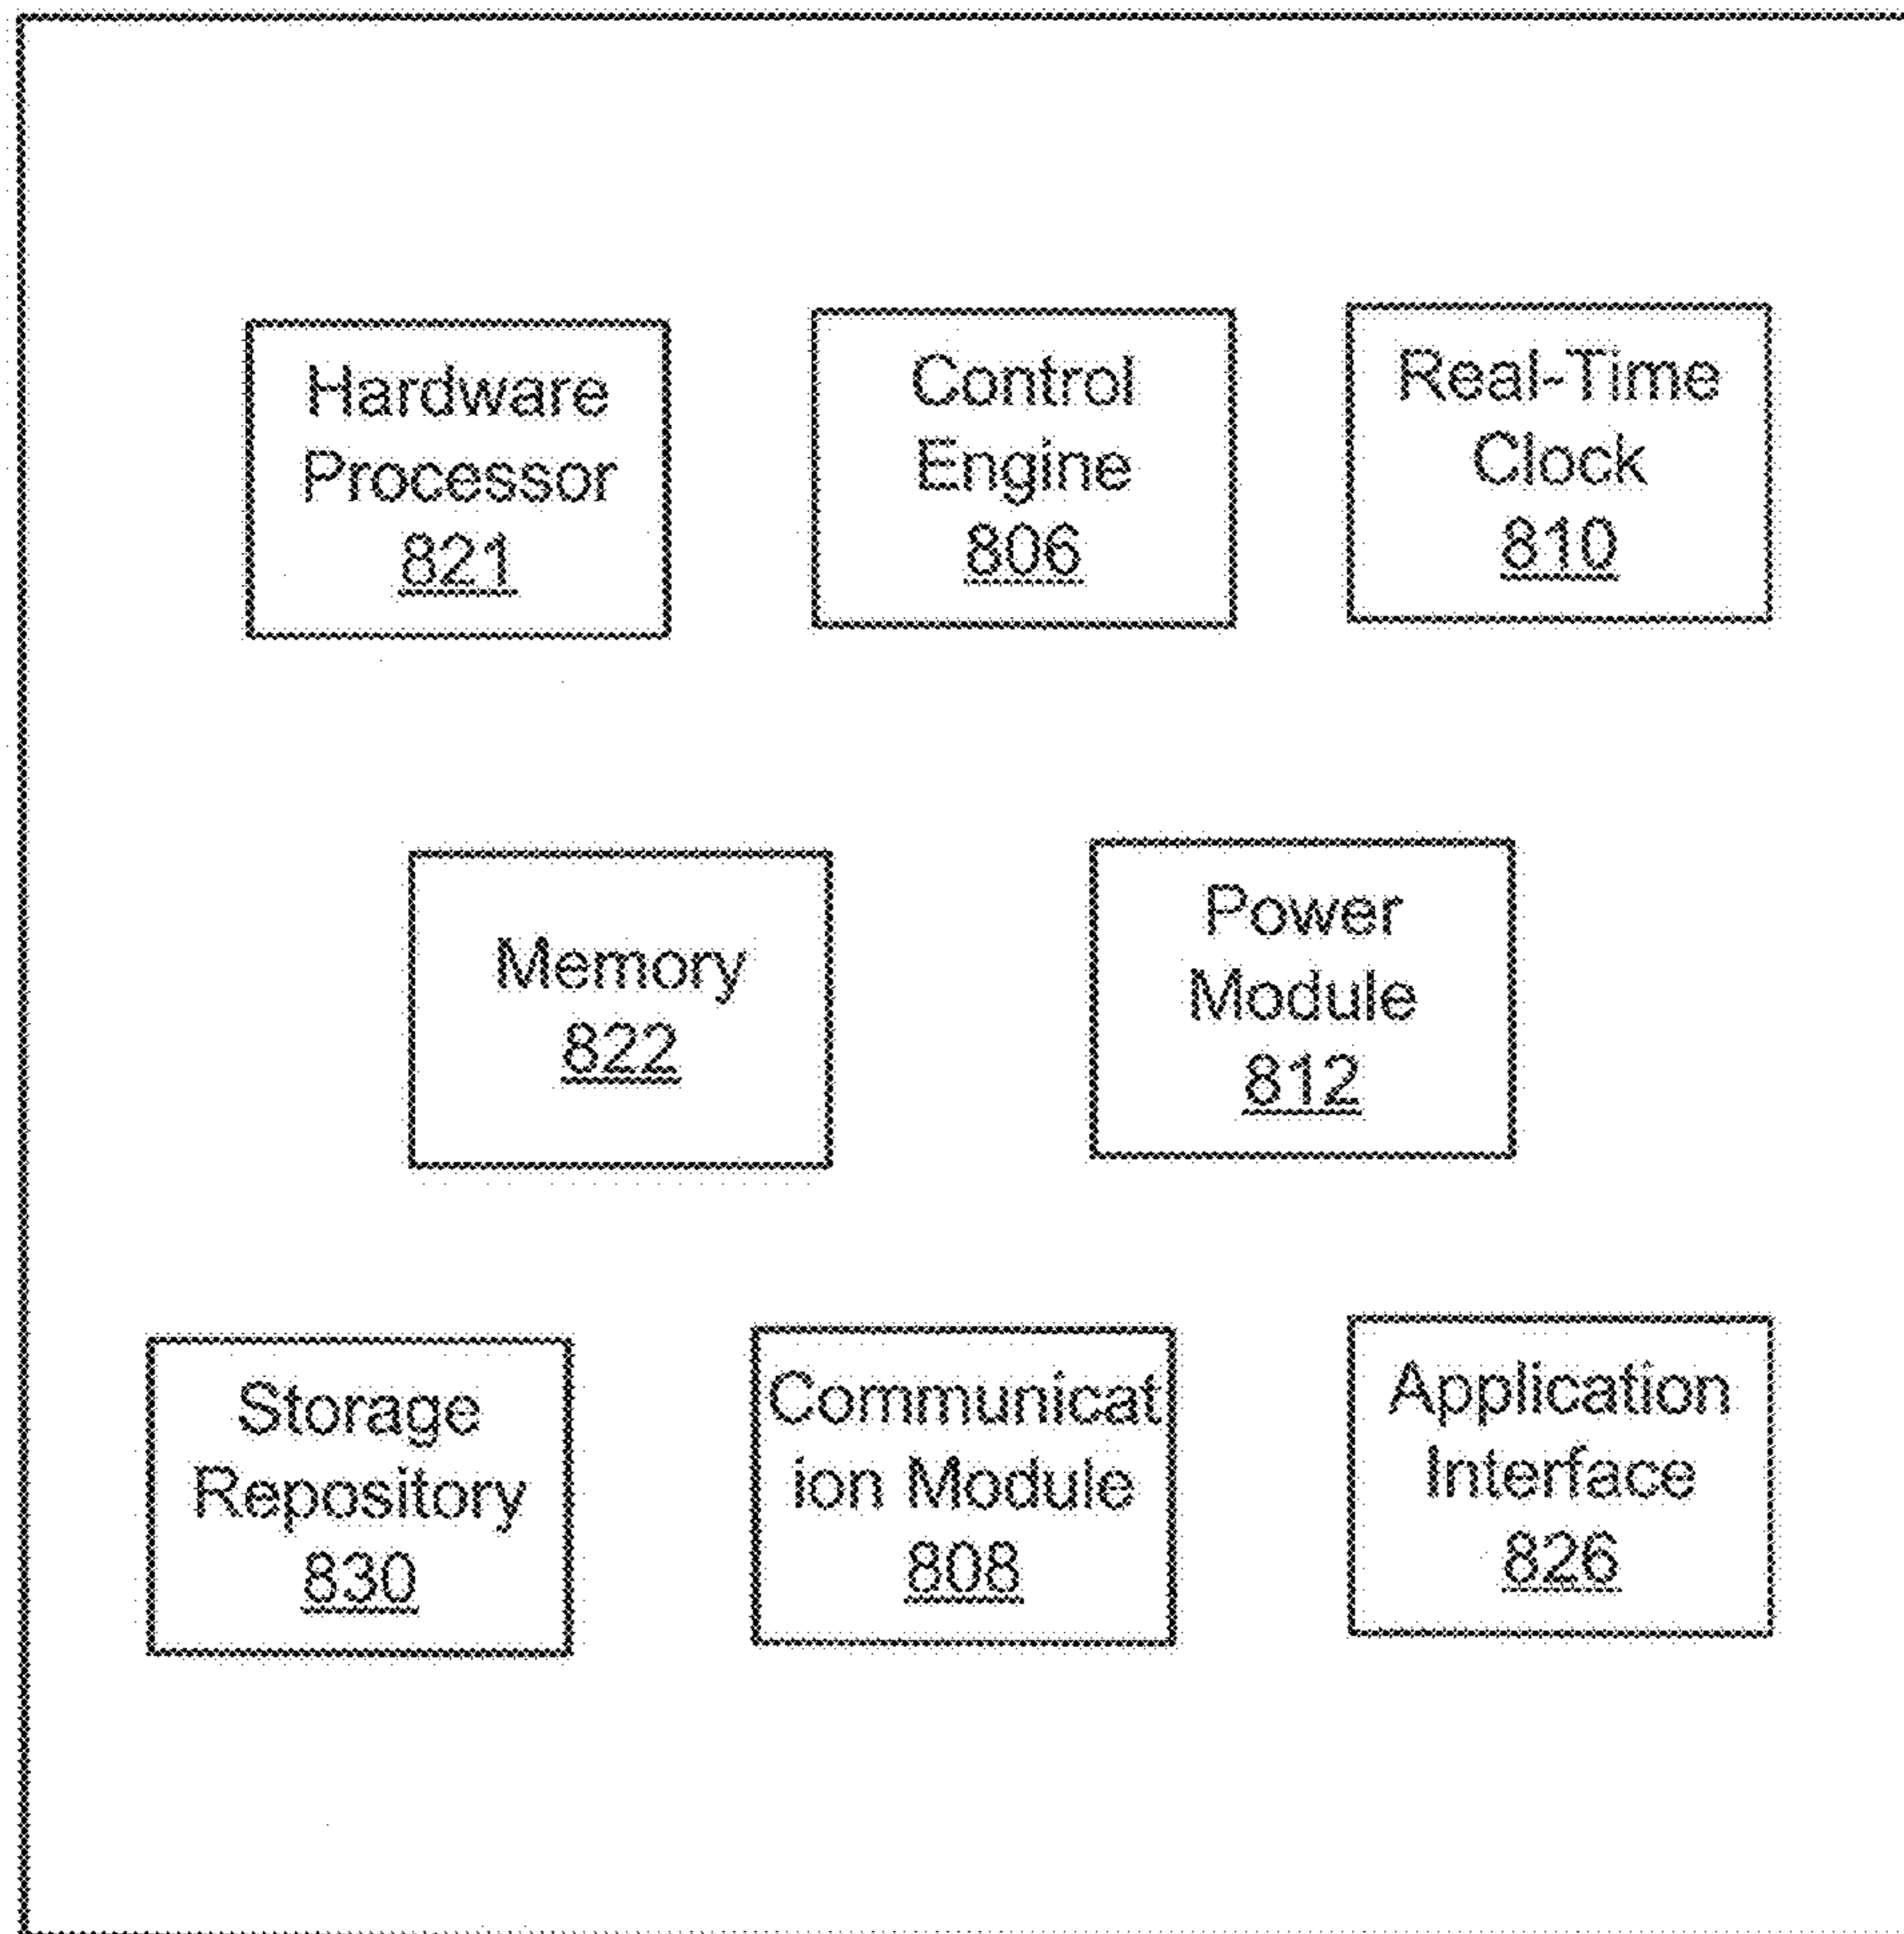 Hardware
Processor
821
Control
Engine
806
Real-Time
Clock
810
Memory
822
Power
Module
812
Storage
Repository
830
Communicat
ion Module
808
Application
Interface
826